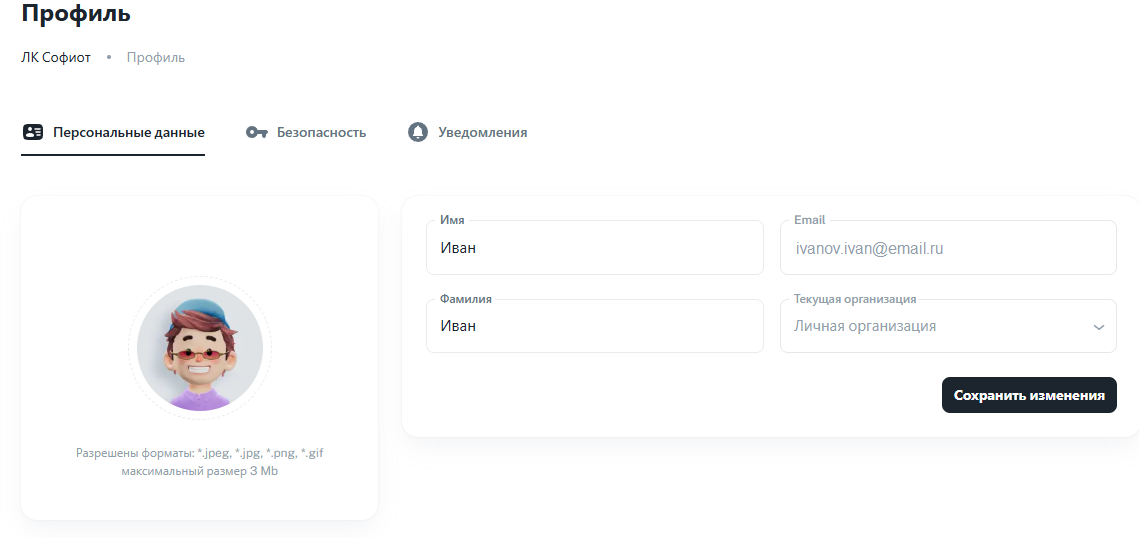 Профиль
ЛК Софиот • Профиль
Персональные данные Безопасность Уведомления
Разрешены форматы: *.jpeg, *.jpg, *.png, *.gif
максимальный размер 3 Mb
Имя
Иван
Email
ivanov.ivan@email.ru
Фамилия
Иван
Текущая организация
Личная организация
Сохранить изменения